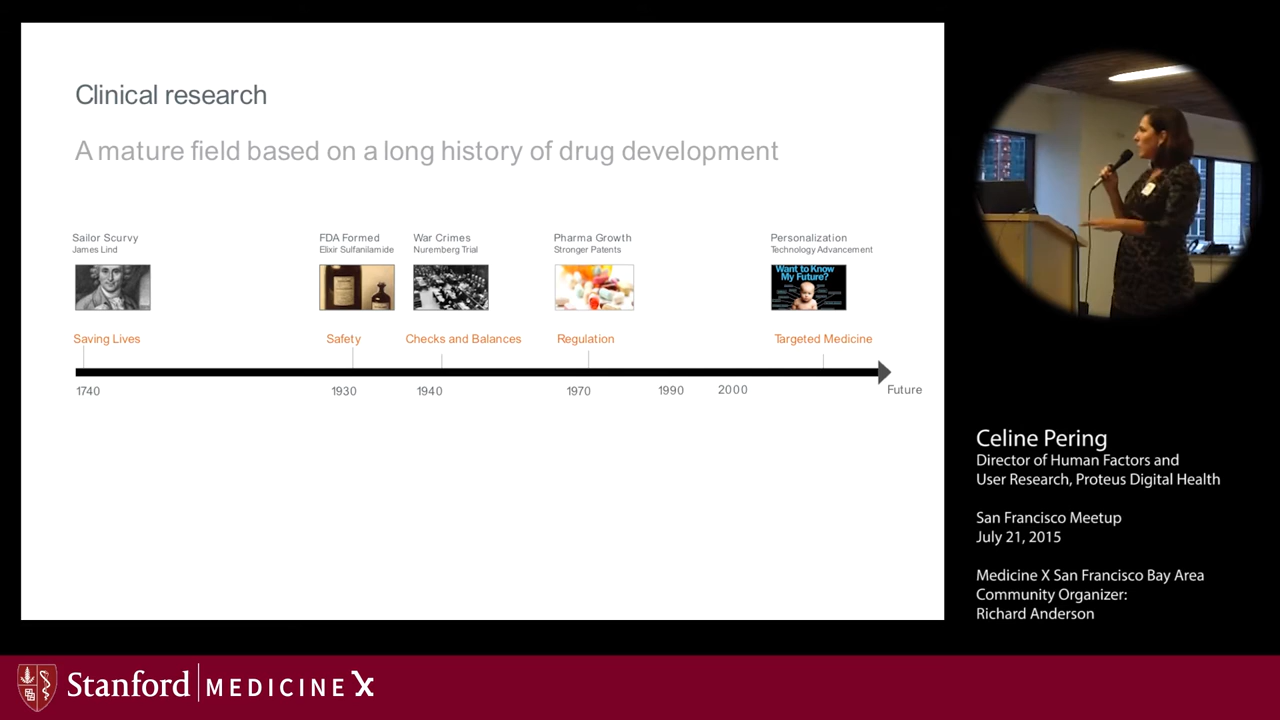 Clinical research
A mature field based on a long history of drug development
Sailor Scurvy
James Lind
FDA Formed
Elixir Sulfanilamide
War Crimes
Nuremberg Trial
Pharma Growth
Stronger Patents
Personalization
Technology Advancement
Want to Know
My Future?
Saving Lives
Safety
Checks and Balances
Regulation
Targeted Medicine
1740
1930
1940
1970
1990
2000
Future
Celine Pering
Director of Human Factors and
User Research, Proteus Digital Health
San Francisco Meetup
July 21, 2015
Medicine X San Francisco Bay Area
Community Organizer:
Richard Anderson
Stanford MEDICINE X